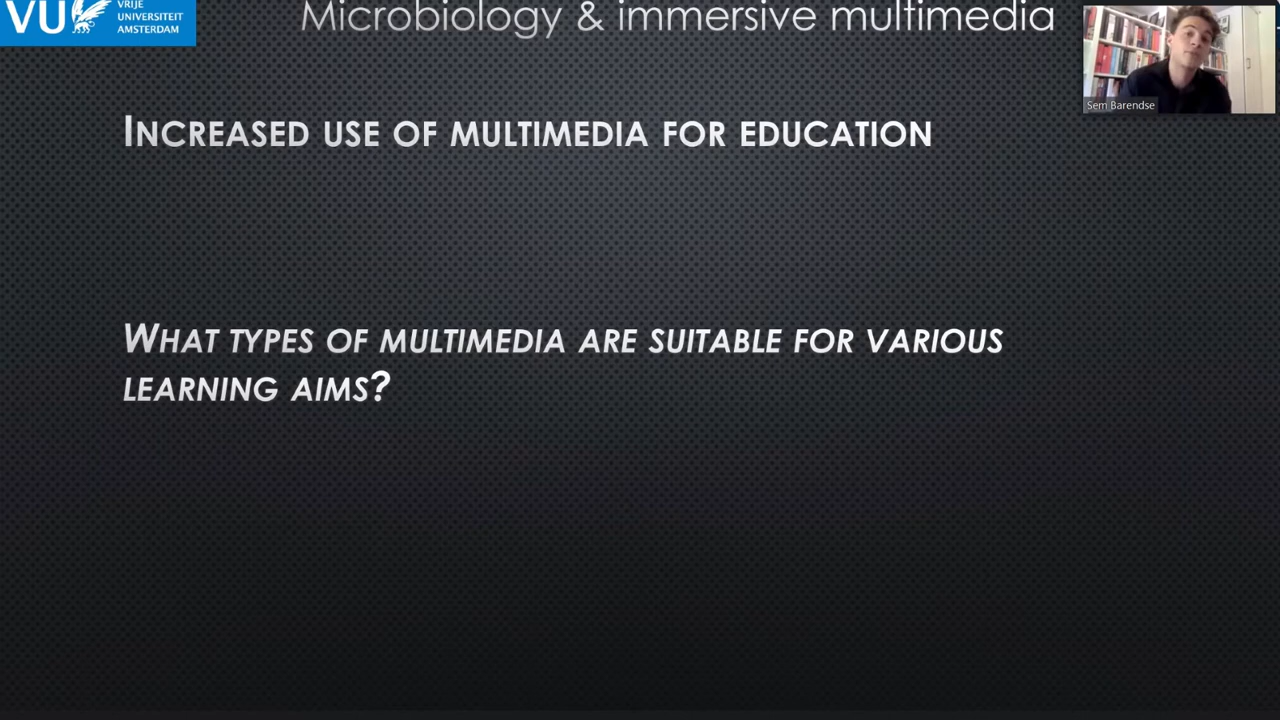 VU
VRIJE
UNIVERSITEIT
AMSTERDAM
Microbiology & immersive multimedia
Sem Barendse
INCREASED USE OF MULTIMEDIA FOR EDUCATION
WHAT TYPES OF MULTIMEDIA ARE SUITABLE FOR VARIOUS
LEARNING AIMS?